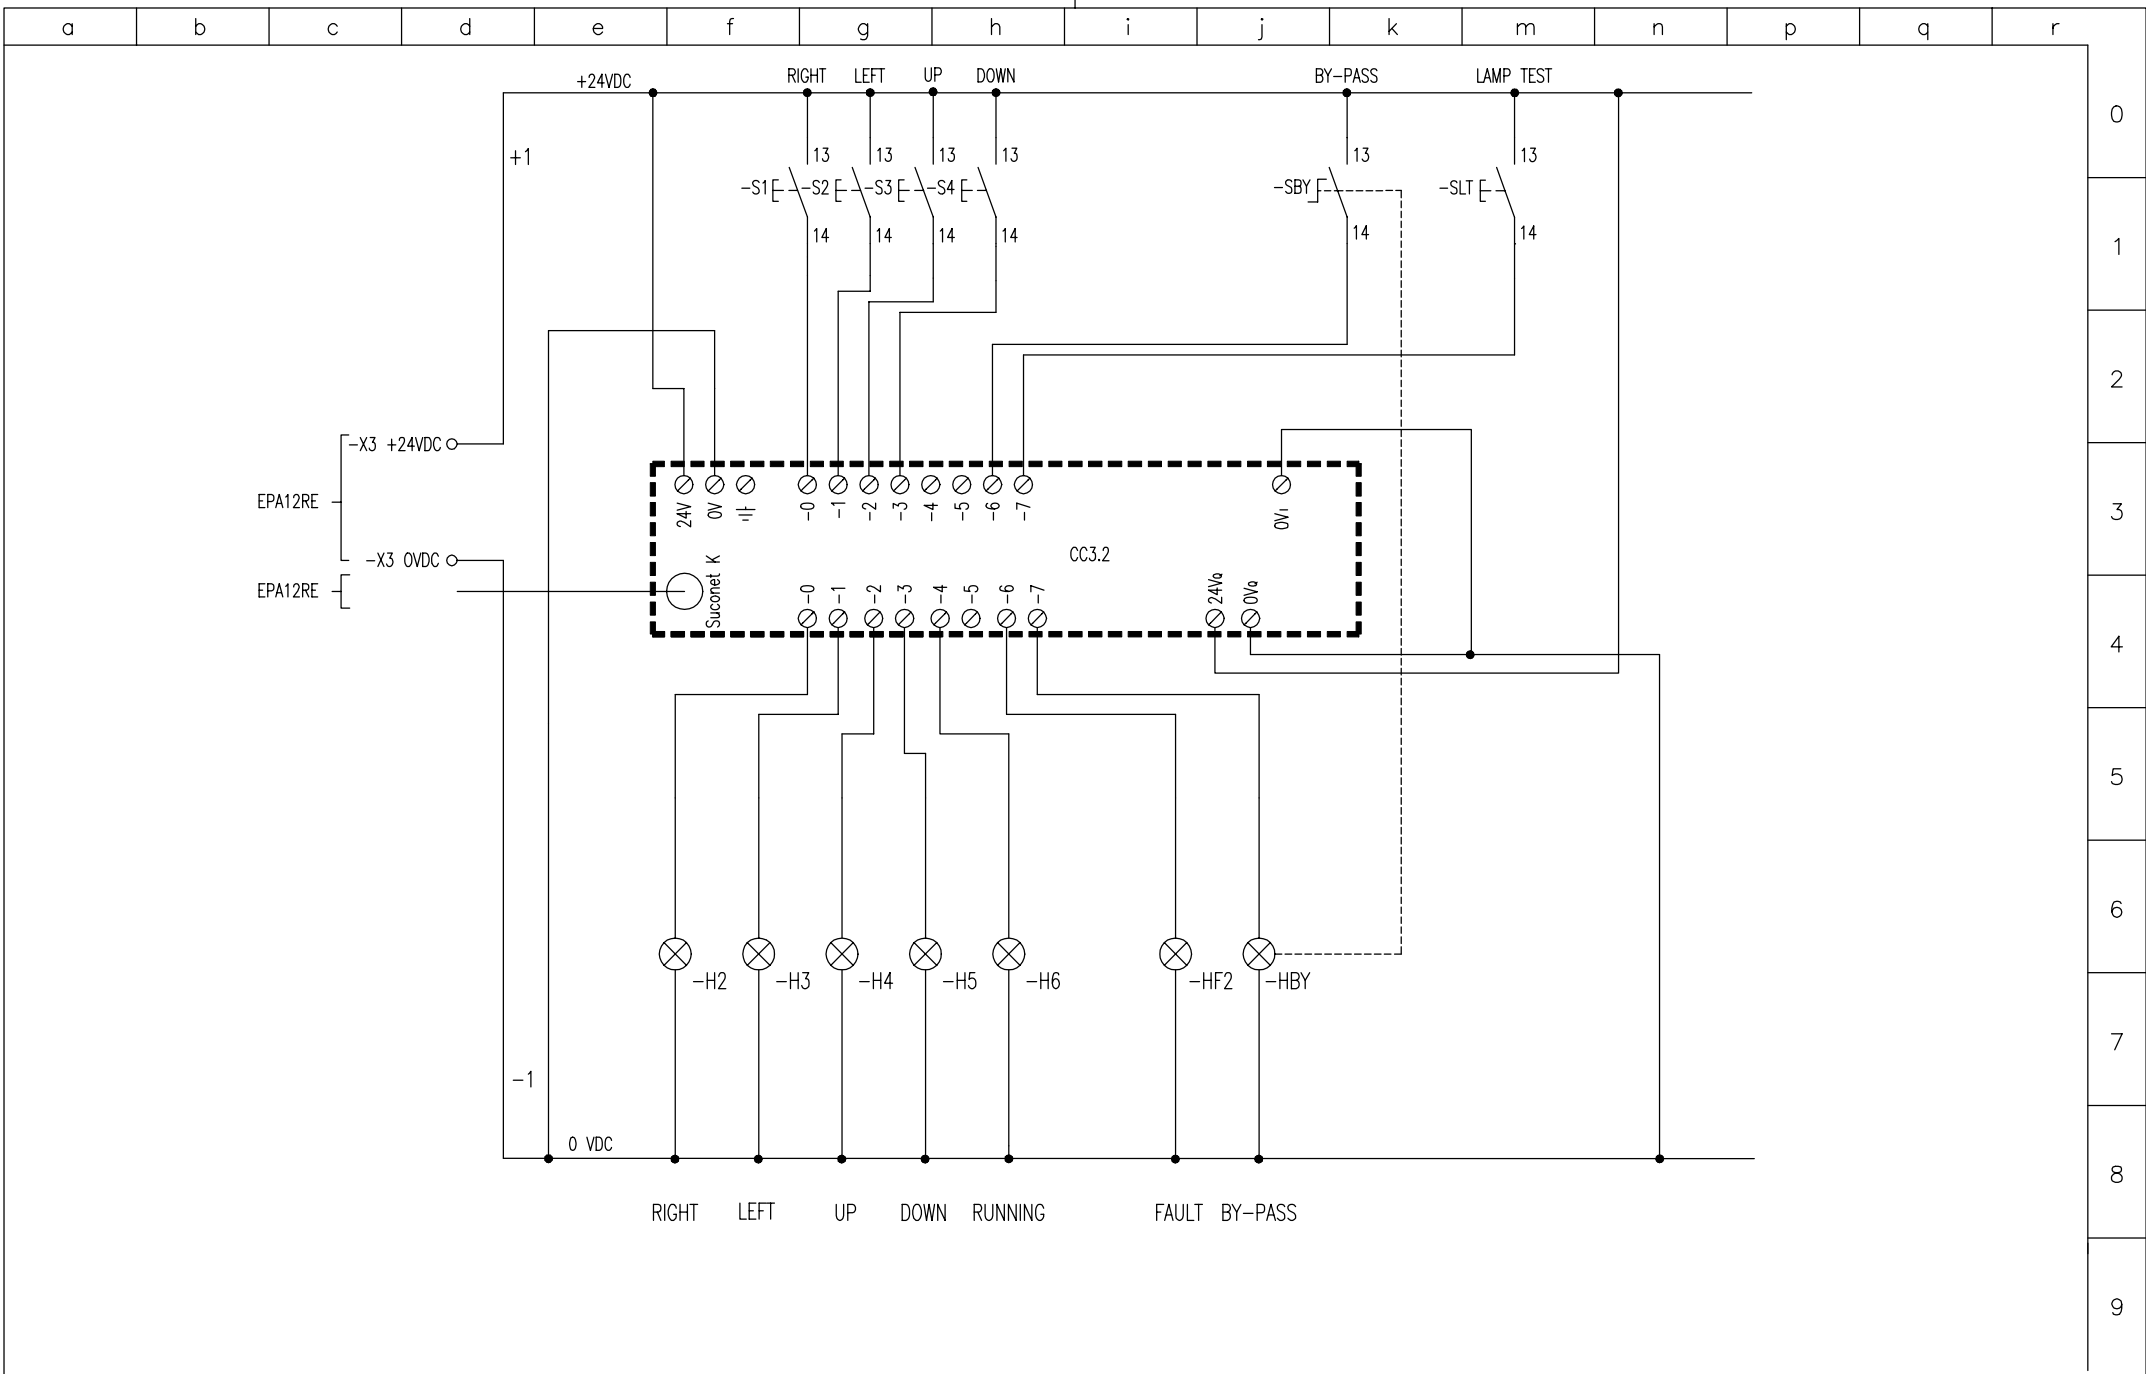 a b c d e f g h i j k m n p q r
+24VDC RIGHT LEFT UP DOWN BY-PASS LAMP TEST
0
+1 13 13 13 13 13 13
-S1 -S2 -S3 -S4 -SBY -SLT
14 14 14 14 14 14
1
2
-X3 +24VDC
EPA12RE
24V 0V -0 -1 -2 -3 -4 -5 -6 -7 0VI
3
CC3.2
-X3 0VDC
EPA12RE
Suconet K
-0 -1 -2 -3 -4 -5 -6 -7 24VQ 0VQ
4
5
6
-H2 -H3 -H4 -H5 -H6 -HF2 -HBY
7
-1
0 VDC
8
RIGHT LEFT UP DOWN RUNNING FAULT BY-PASS
9